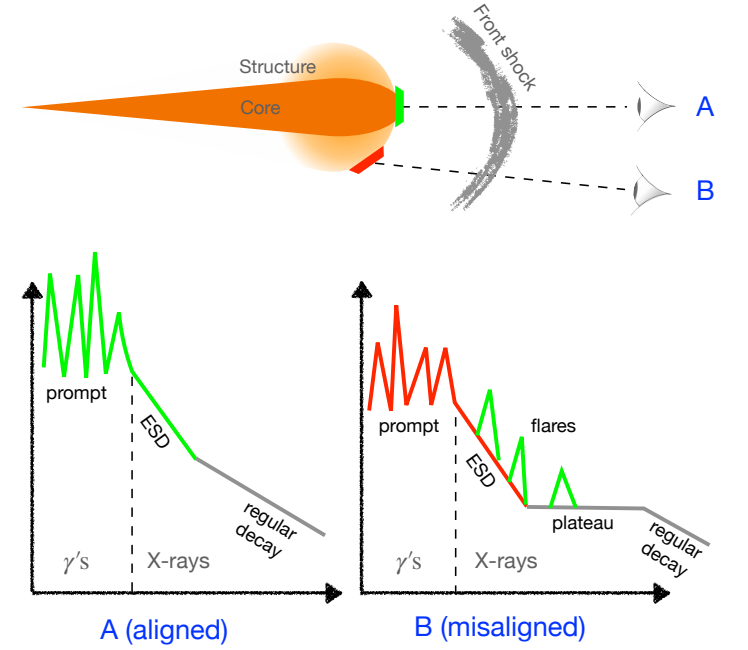 Structure
Core
Front shock
A
B
prompt
ESD
regular
decay
γ's
X-rays
A (aligned)
prompt
ESD
flares
plateau
regular
decay
γ's
X-rays
B (misaligned)